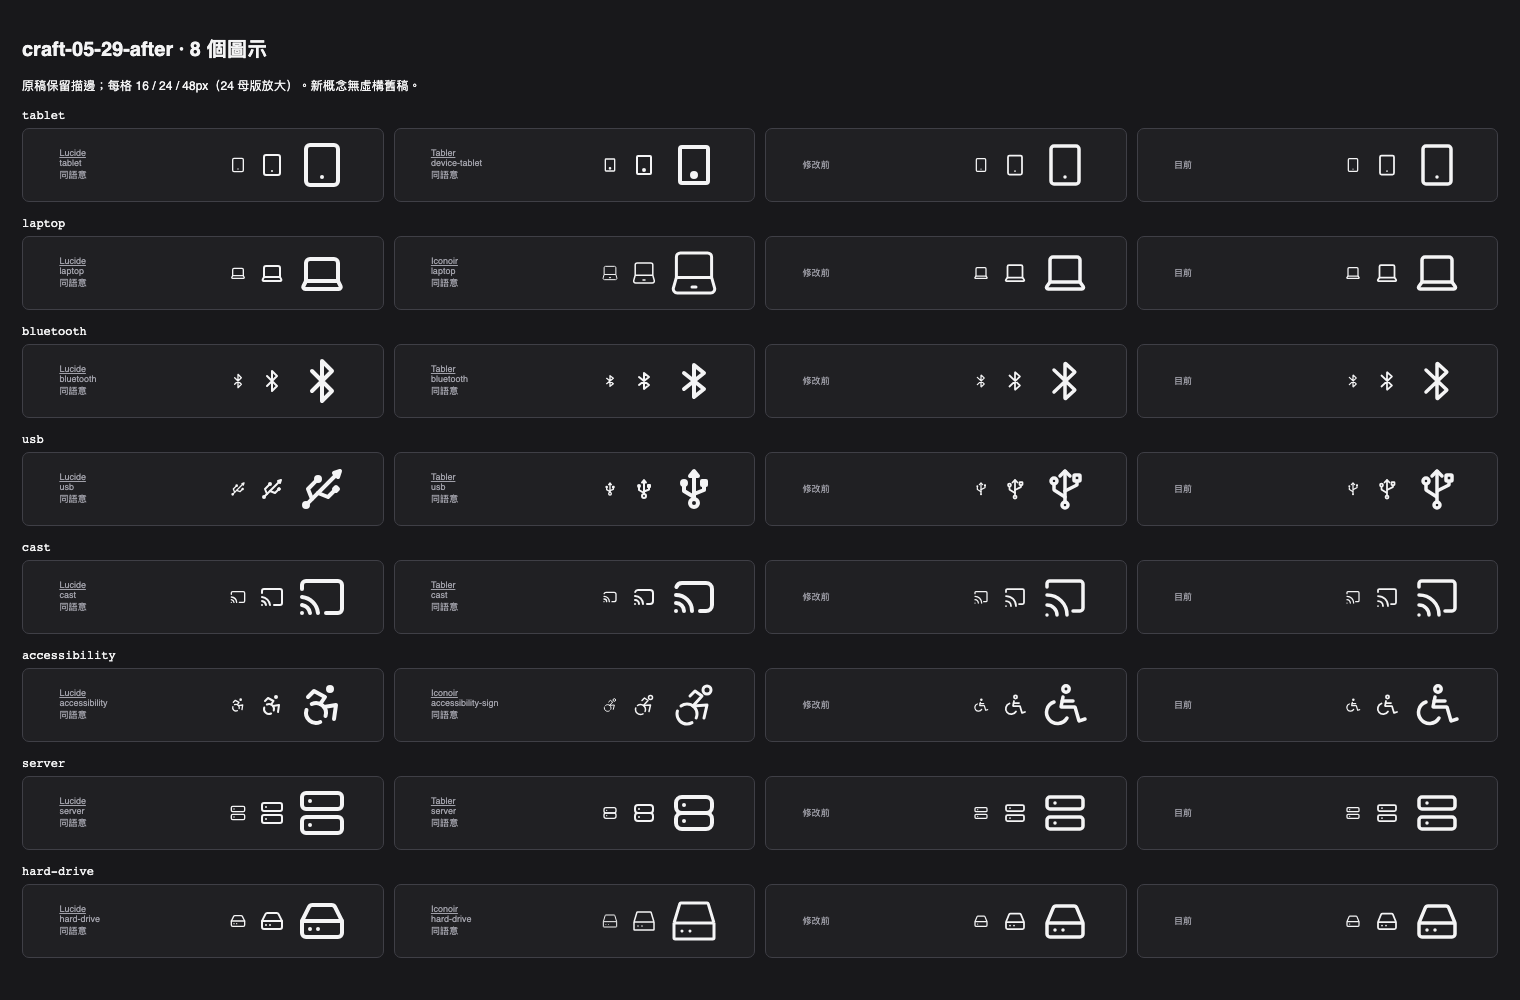 craft-05-29-after · 8 個圖示
原稿保留描邊；每格 16 / 24 / 48px（24 母版放大）。新概念無虛構舊稿。
tablet
Lucide
tablet
同語意
Tabler
device-tablet
同語意
修改前
目前
laptop
Lucide
laptop
同語意
Iconoir
laptop
同語意
修改前
目前
bluetooth
Lucide
bluetooth
同語意
Tabler
bluetooth
同語意
修改前
目前
usb
Lucide
usb
同語意
Tabler
usb
同語意
修改前
目前
cast
Lucide
cast
同語意
Tabler
cast
同語意
修改前
目前
accessibility
Lucide
accessibility
同語意
Iconoir
accessibility-sign
同語意
修改前
目前
server
Lucide
server
同語意
Tabler
server
同語意
修改前
目前
hard-drive
Lucide
hard-drive
同語意
Iconoir
hard-drive
同語意
修改前
目前